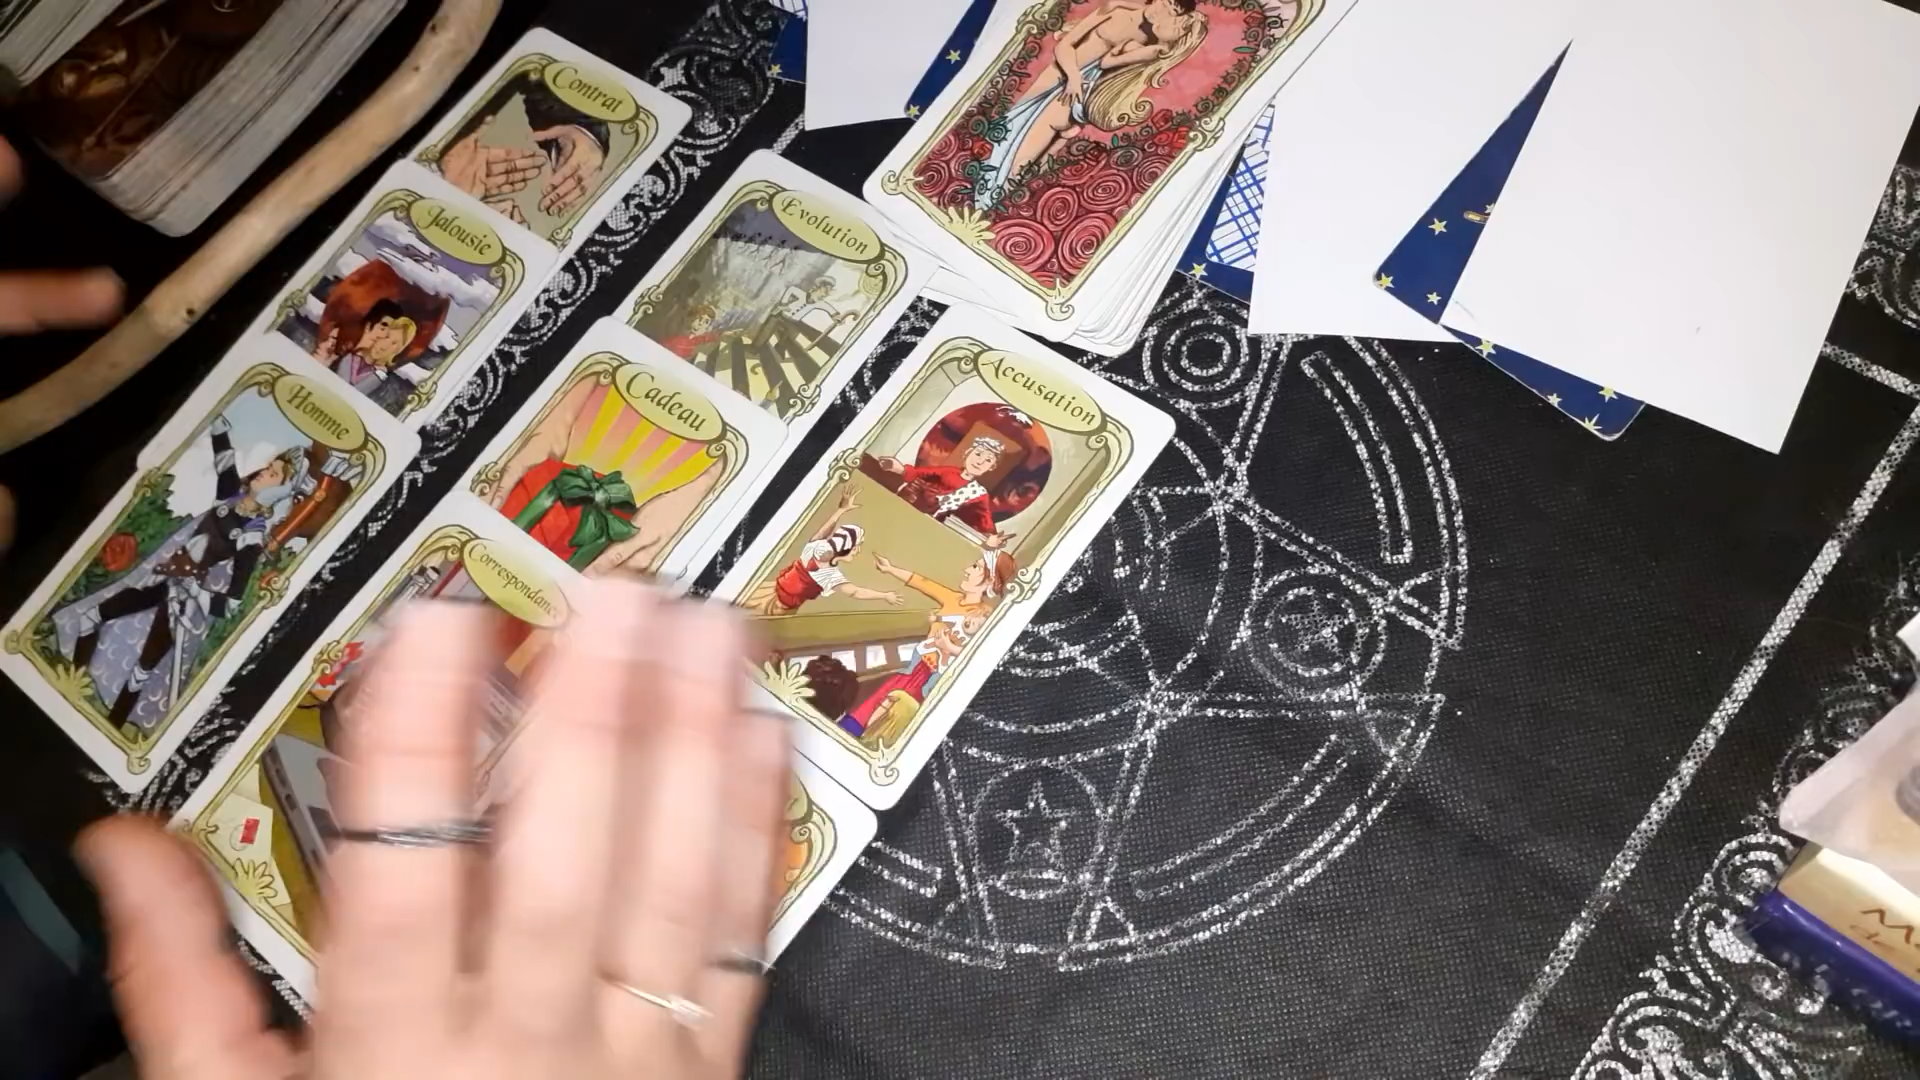 Contrat
Jalousie
Evolution
Homme
Cadeau
Accusation
Correspondance